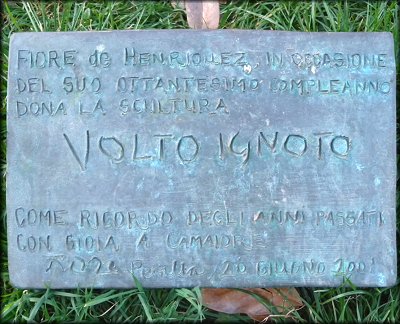 FIORE de HENRIQUEZ, IN OCCASIONE
DEL SUO OTTANTESIMO COMPLEANNO
DONA LA SCULTURA
VOLTO IGNOTO
COME RICORDO DEGLI ANNI PASSATI
CON GIOIA, A CAMAIORE
Peralta, 20 GIUGNO 2001